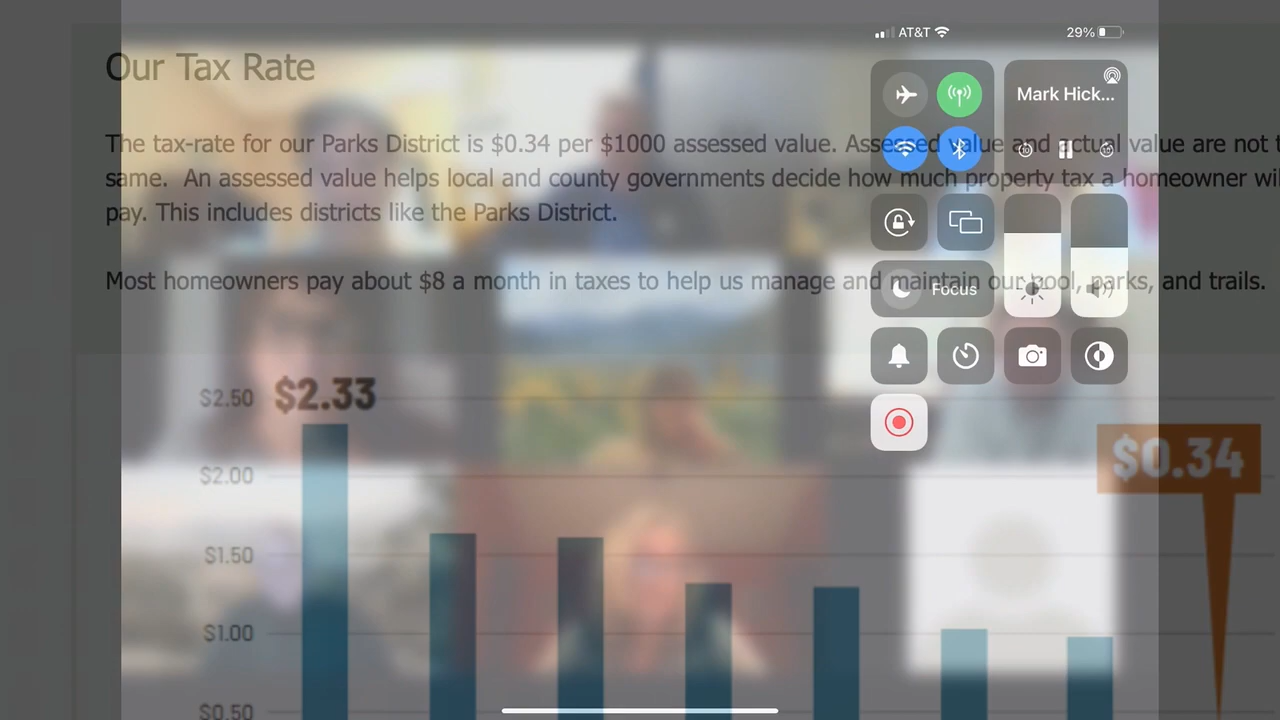 AT&T
29%
Our Tax Rate
Mark Hick...
The tax-rate for our Parks District is $0.34 per $1000 assessed value. Assessed value and actual value are not t
same. An assessed value helps local and county governments decide how much property tax a homeowner wil
pay. This includes districts like the Parks District.
Most homeowners pay about $8 a month in taxes to help us manage and maintain our pool, parks, and trails.
Focus
$2.50
$2.33
$2.00
$0.34
$1.50
$1.00
$0.50